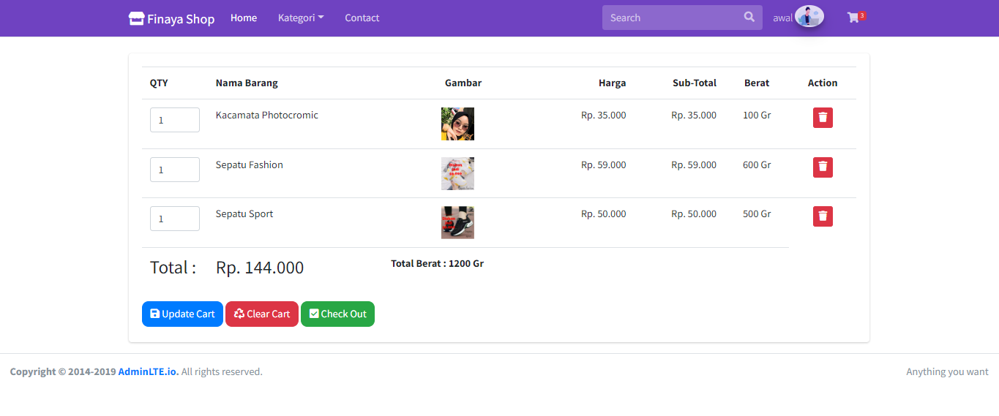 Finaya Shop Home Kategori Contact Search awal 3
QTY Nama Barang Gambar Harga Sub-Total Berat Action
1 Kacamata Photocromic Rp. 35.000 Rp. 35.000 100 Gr
1 Sepatu Fashion Rp. 59.000 Rp. 59.000 600 Gr
1 Sepatu Sport Rp. 50.000 Rp. 50.000 500 Gr
Total : Rp. 144.000 Total Berat : 1200 Gr
Update Cart Clear Cart Check Out
Copyright © 2014-2019 AdminLTE.io. All rights reserved. Anything you want